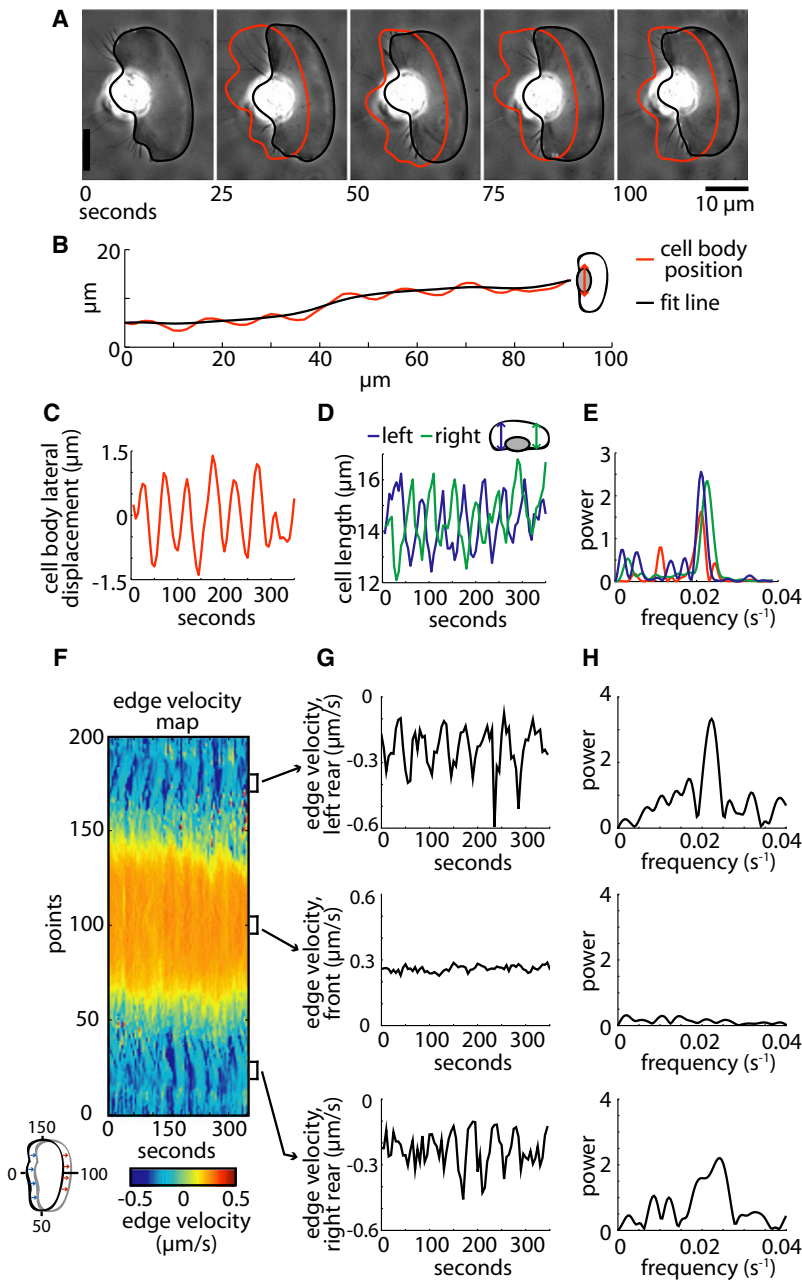 A
0 25 50 75 100
seconds
10 µm
B
20
10
0
µm
0 20 40 60 80 100
µm
cell body
position
fit line
C
cell body lateral
displacement (µm)
1.5
0
-1.5
0 100 200 300
seconds
D
left right
cell length (µm)
16
14
12
0 100 200 300
seconds
E
power
3
2
1
0
0 0.02 0.04
frequency (s-1)
F
edge velocity
map
points
200
150
100
50
0
0 150 300
seconds
150
0 100
50
-0.5 0 0.5
edge velocity
(µm/s)
G
edge velocity,
left rear (µm/s)
0
-0.3
-0.6
0 100 200 300
seconds
edge velocity,
front (µm/s)
0.6
0.3
0
0 100 200 300
seconds
edge velocity,
right rear (µm/s)
0
-0.3
-0.6
0 100 200 300
seconds
H
power
4
2
0
0 0.02 0.04
frequency (s-1)
power
4
2
0
0 0.02 0.04
frequency (s-1)
power
4
2
0
0 0.02 0.04
frequency (s-1)